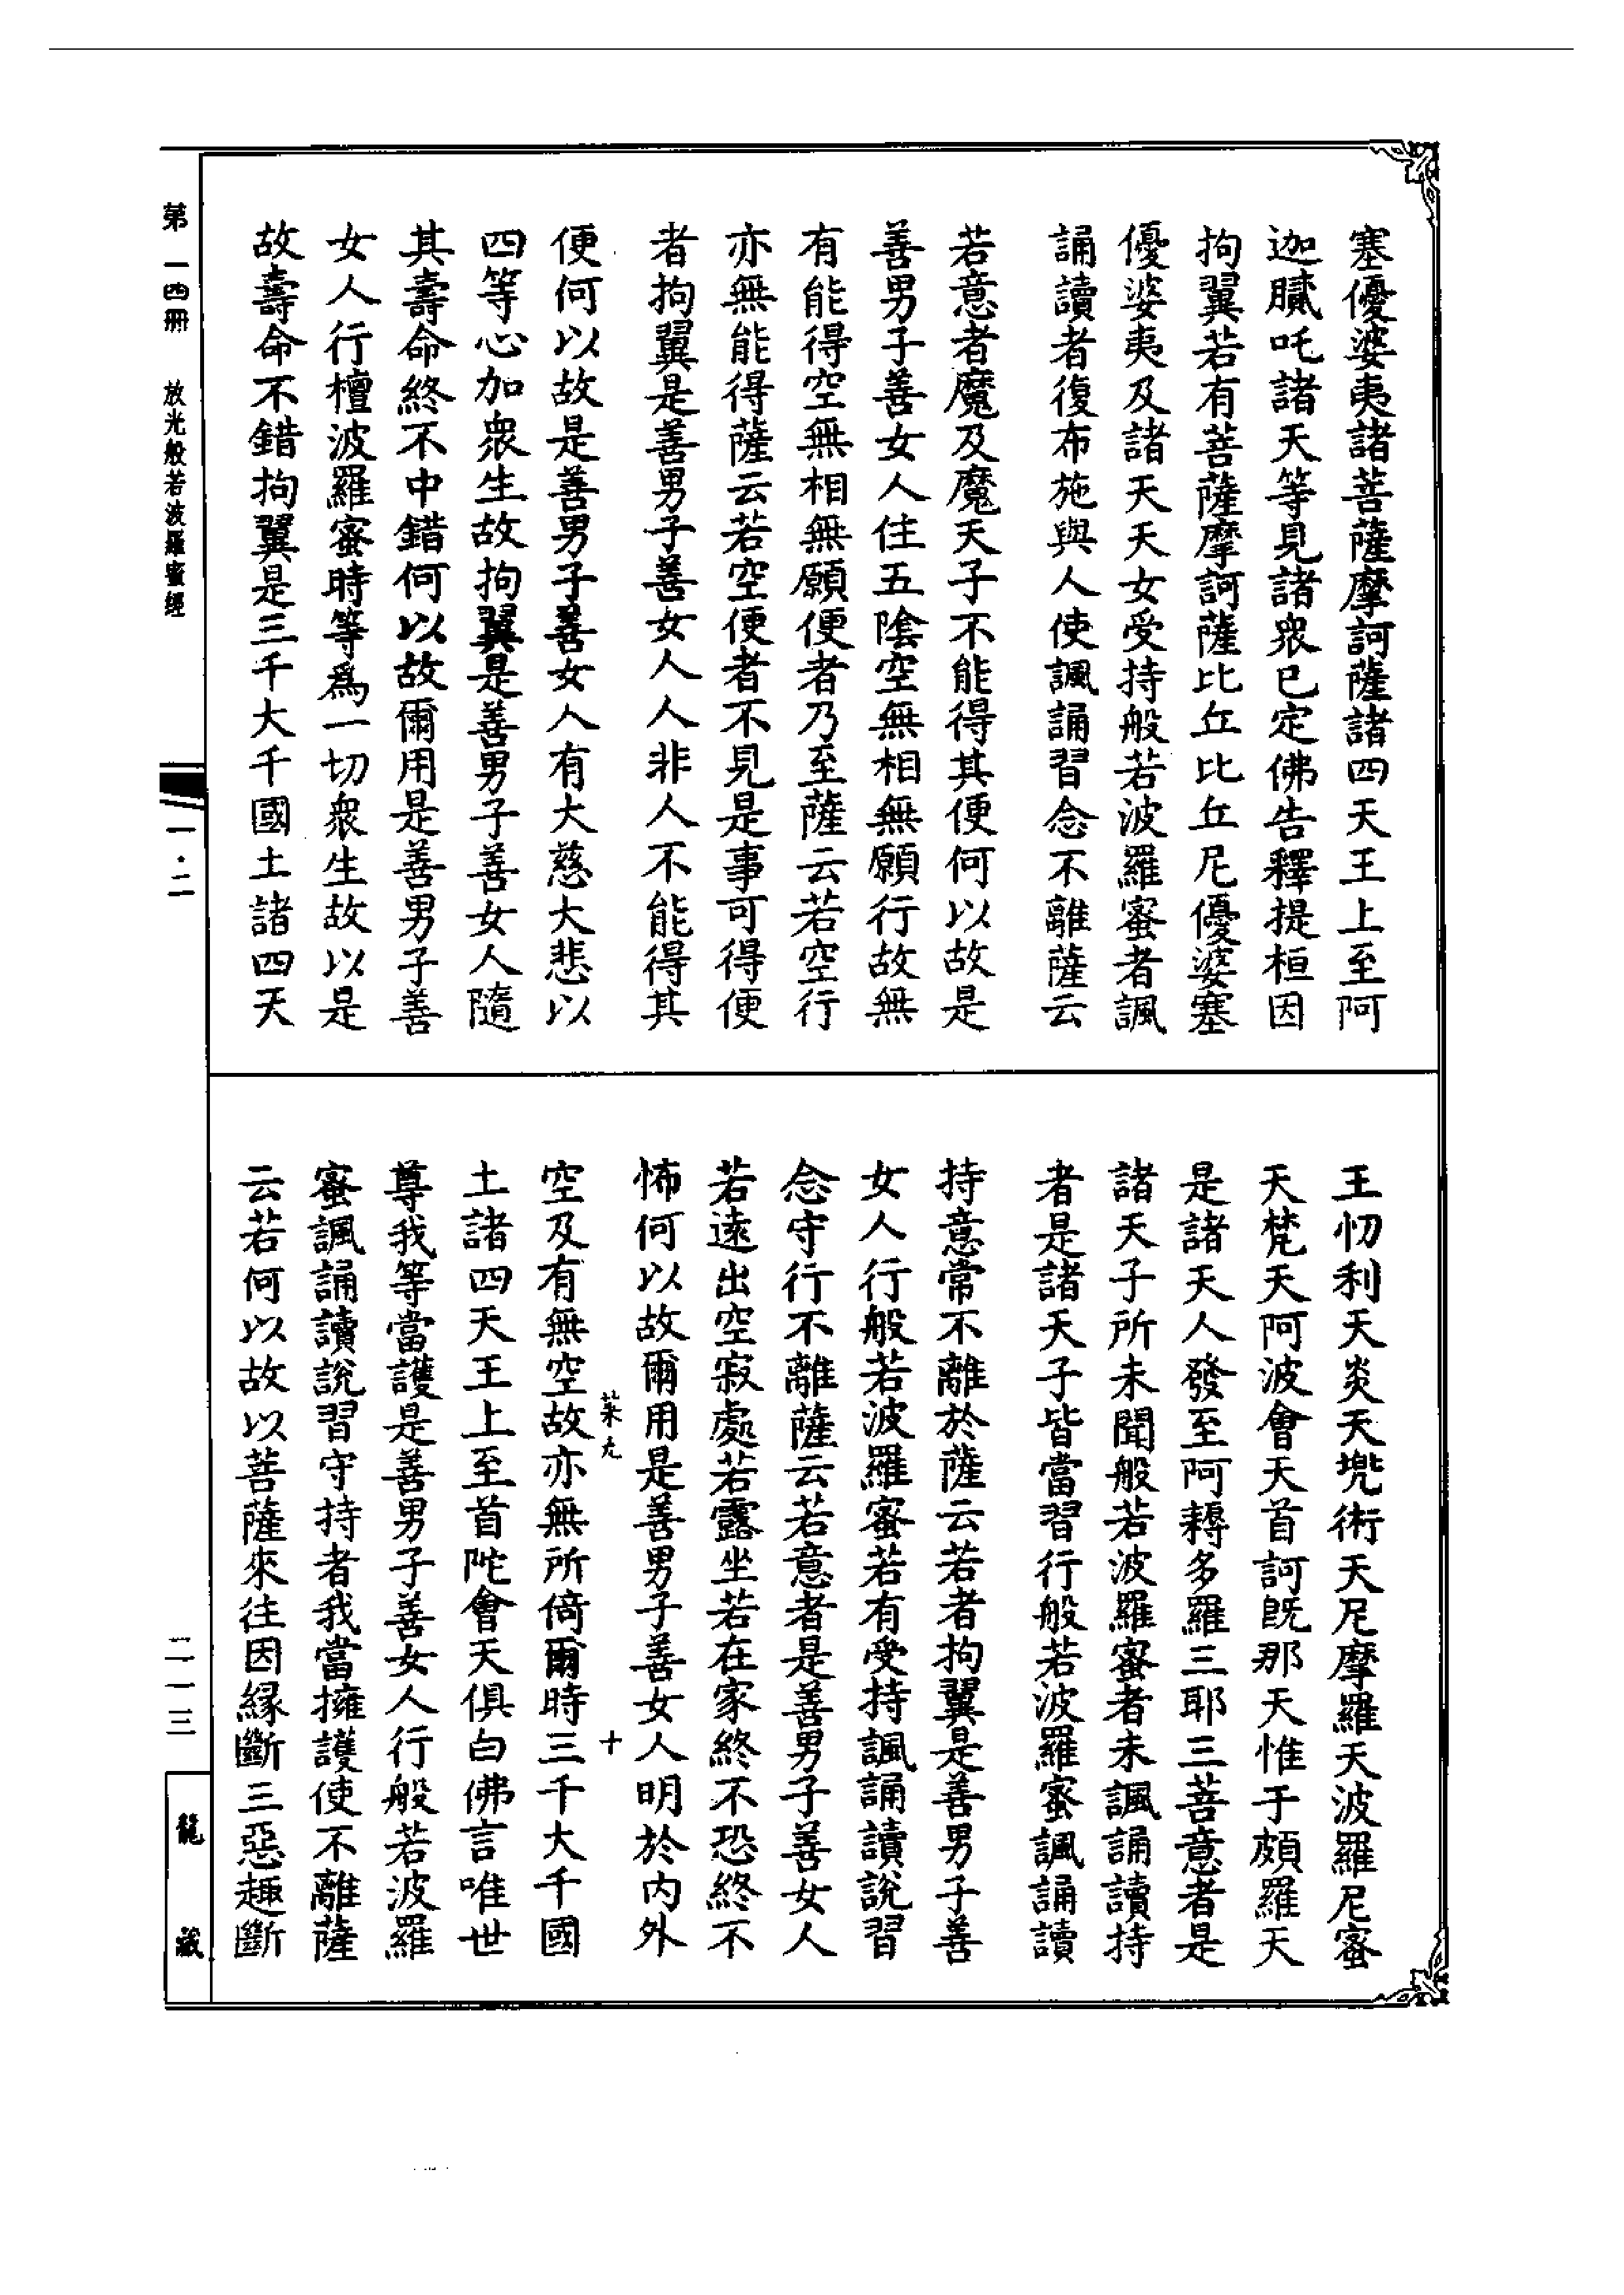 塞優婆夷諸菩薩摩訶薩諸四天王上至阿
迦膩吒諸天等見諸衆已定佛告釋提桓因
拘翼若有菩薩摩訶薩比丘比丘尼優婆塞
優婆夷及諸天天女受持般若波羅蜜者諷
誦讀者復布施與人使諷誦習念不離薩云
若意者魔及魔天子不能得其便何以故是
善男子善女人住五陰空無相無願行故無
有能得空無相無願便者乃至薩云若空行
亦無能得薩云若空便者不見是事可得便
者拘翼是善男子善女人人非人不能得其
便何以故是善男子善女人有大慈大悲以
四等心加衆生故拘翼是善男子善女人隨
其壽命終不中錯何以故爾用是善男子善
女人行檀波羅蜜時等爲一切衆生故以是
故壽命不錯拘翼是三千大千國土諸四天
王忉利天炎天兜術天尼摩羅天波羅尼蜜
天梵天阿波會天首訶旣那天惟于頗羅天
是諸天人發至阿耨多羅三耶三菩意者是
諸天子所未聞般若波羅蜜者未諷誦讀持
者是諸天子皆當習行般若波羅蜜諷誦讀
持意常不離於薩云若者拘翼是善男子善
女人行般若波羅蜜若有受持諷誦讀說習
念守行不離薩云若意者是善男子善女人
若遠出空寂處若露坐若在家終不恐終不
怖何以故爾用是善男子善女人明於内外
菜九 十
空及有無空故亦無所倚爾時三千大千國
土諸四天王上至首陀會天俱白佛言唯世
尊我等當護是善男子善女人行般若波羅
蜜諷誦讀說習守持者我當擁護使不離薩
云若何以故以菩薩來往因緣斷三惡趣斷
第一四冊 放光般若波羅蜜經
一·二
二一三
龍藏